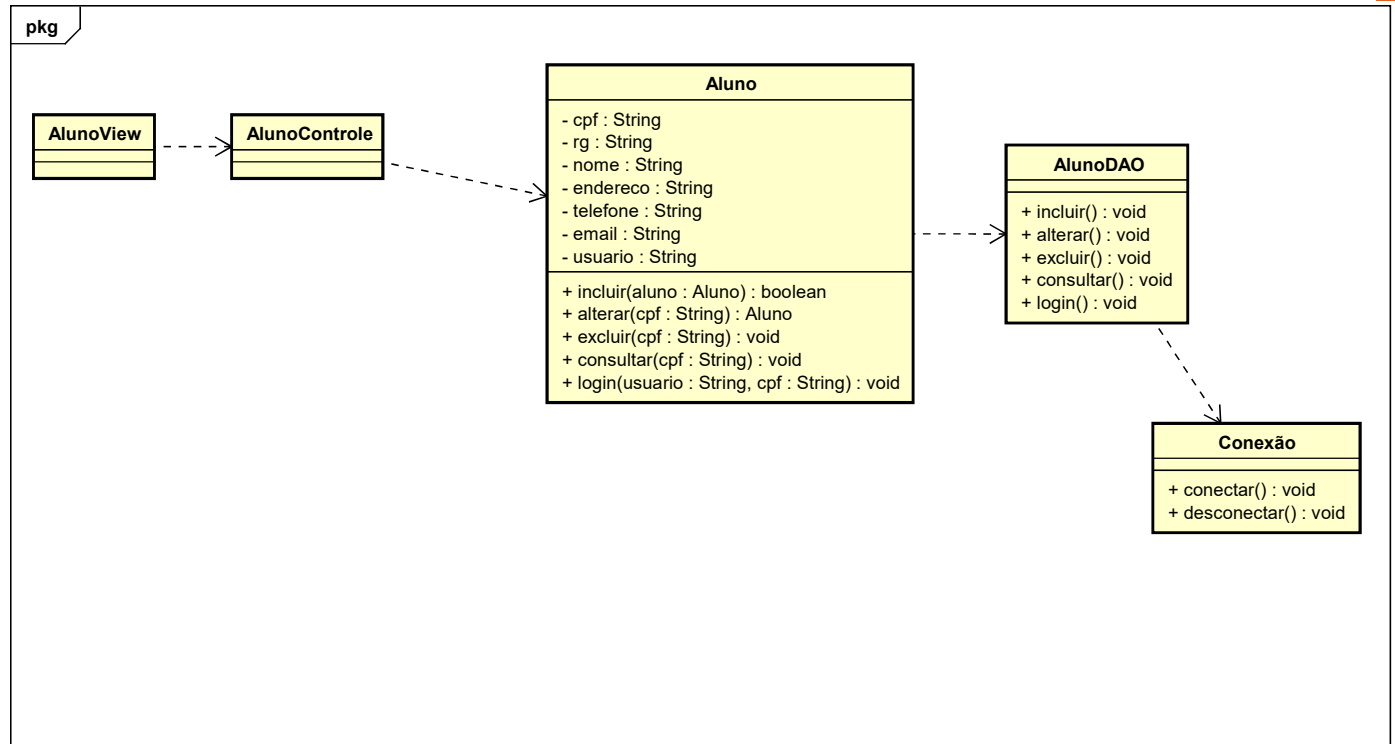 pkg
AlunoView
AlunoControle
Aluno
- cpf : String
- rg : String
- nome : String
- endereco : String
- telefone : String
- email : String
- usuario : String
+ incluir(aluno : Aluno) : boolean
+ alterar(cpf : String) : Aluno
+ excluir(cpf : String) : void
+ consultar(cpf : String) : void
+ login(usuario : String, cpf : String) : void
AlunoDAO
+ incluir() : void
+ alterar() : void
+ excluir() : void
+ consultar() : void
+ login() : void
Conexão
+ conectar() : void
+ desconectar() : void